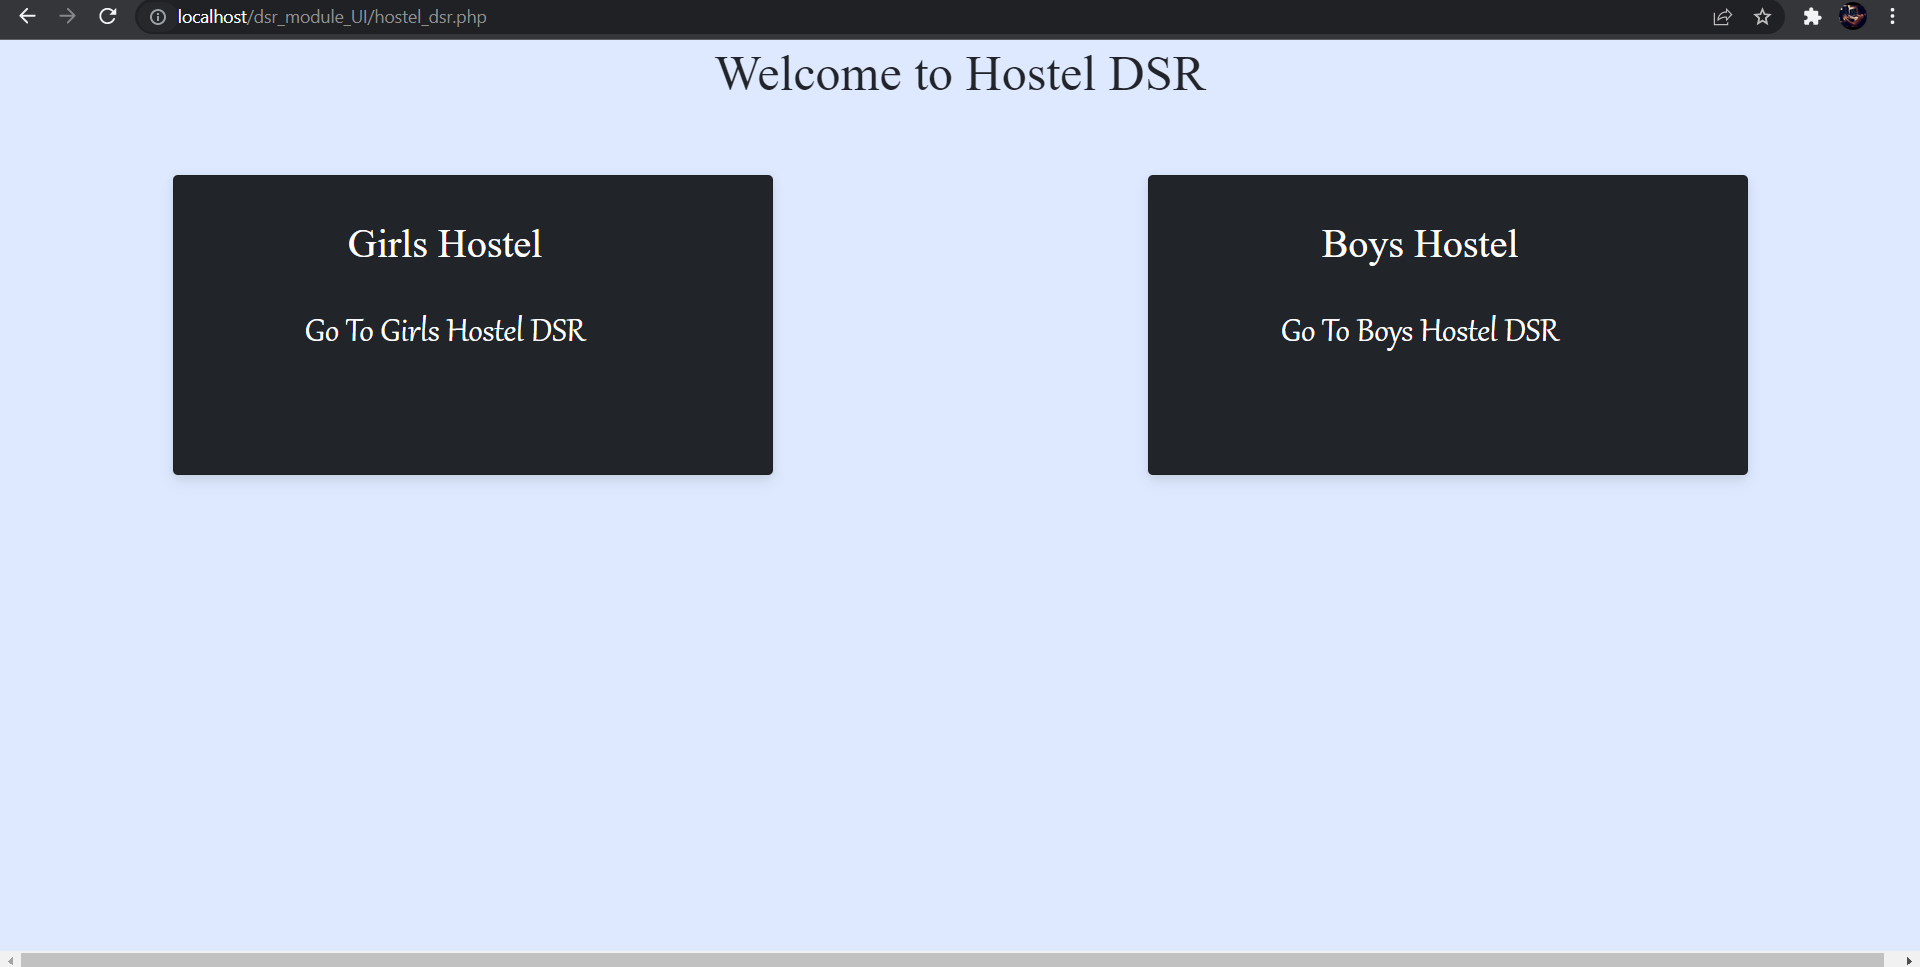 localhost/dsr_module_UI/hostel_dsr.php
Welcome to Hostel DSR
Girls Hostel
Go To Girls Hostel DSR
Boys Hostel
Go To Boys Hostel DSR